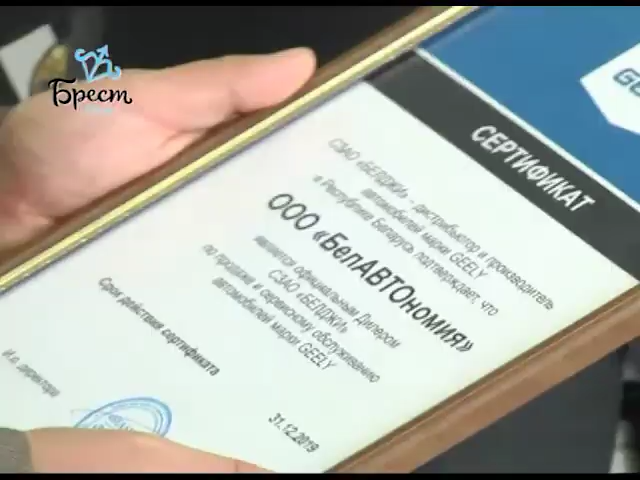 Брест
GE
СЕРТИФИКАТ
СЗАО «БЕЛДЖИ» - дистрибьютор и производитель
автомобилей марки GEELY
в Республике Беларусь подтверждает, что
ООО «БелАВТОномия»
является официальным Дилером
СЗАО «БЕЛДЖИ»
по продаже и сервисному обслуживанию
автомобилей марки GEELY
Срок действия сертификата
31.12.2019
И.о. директора